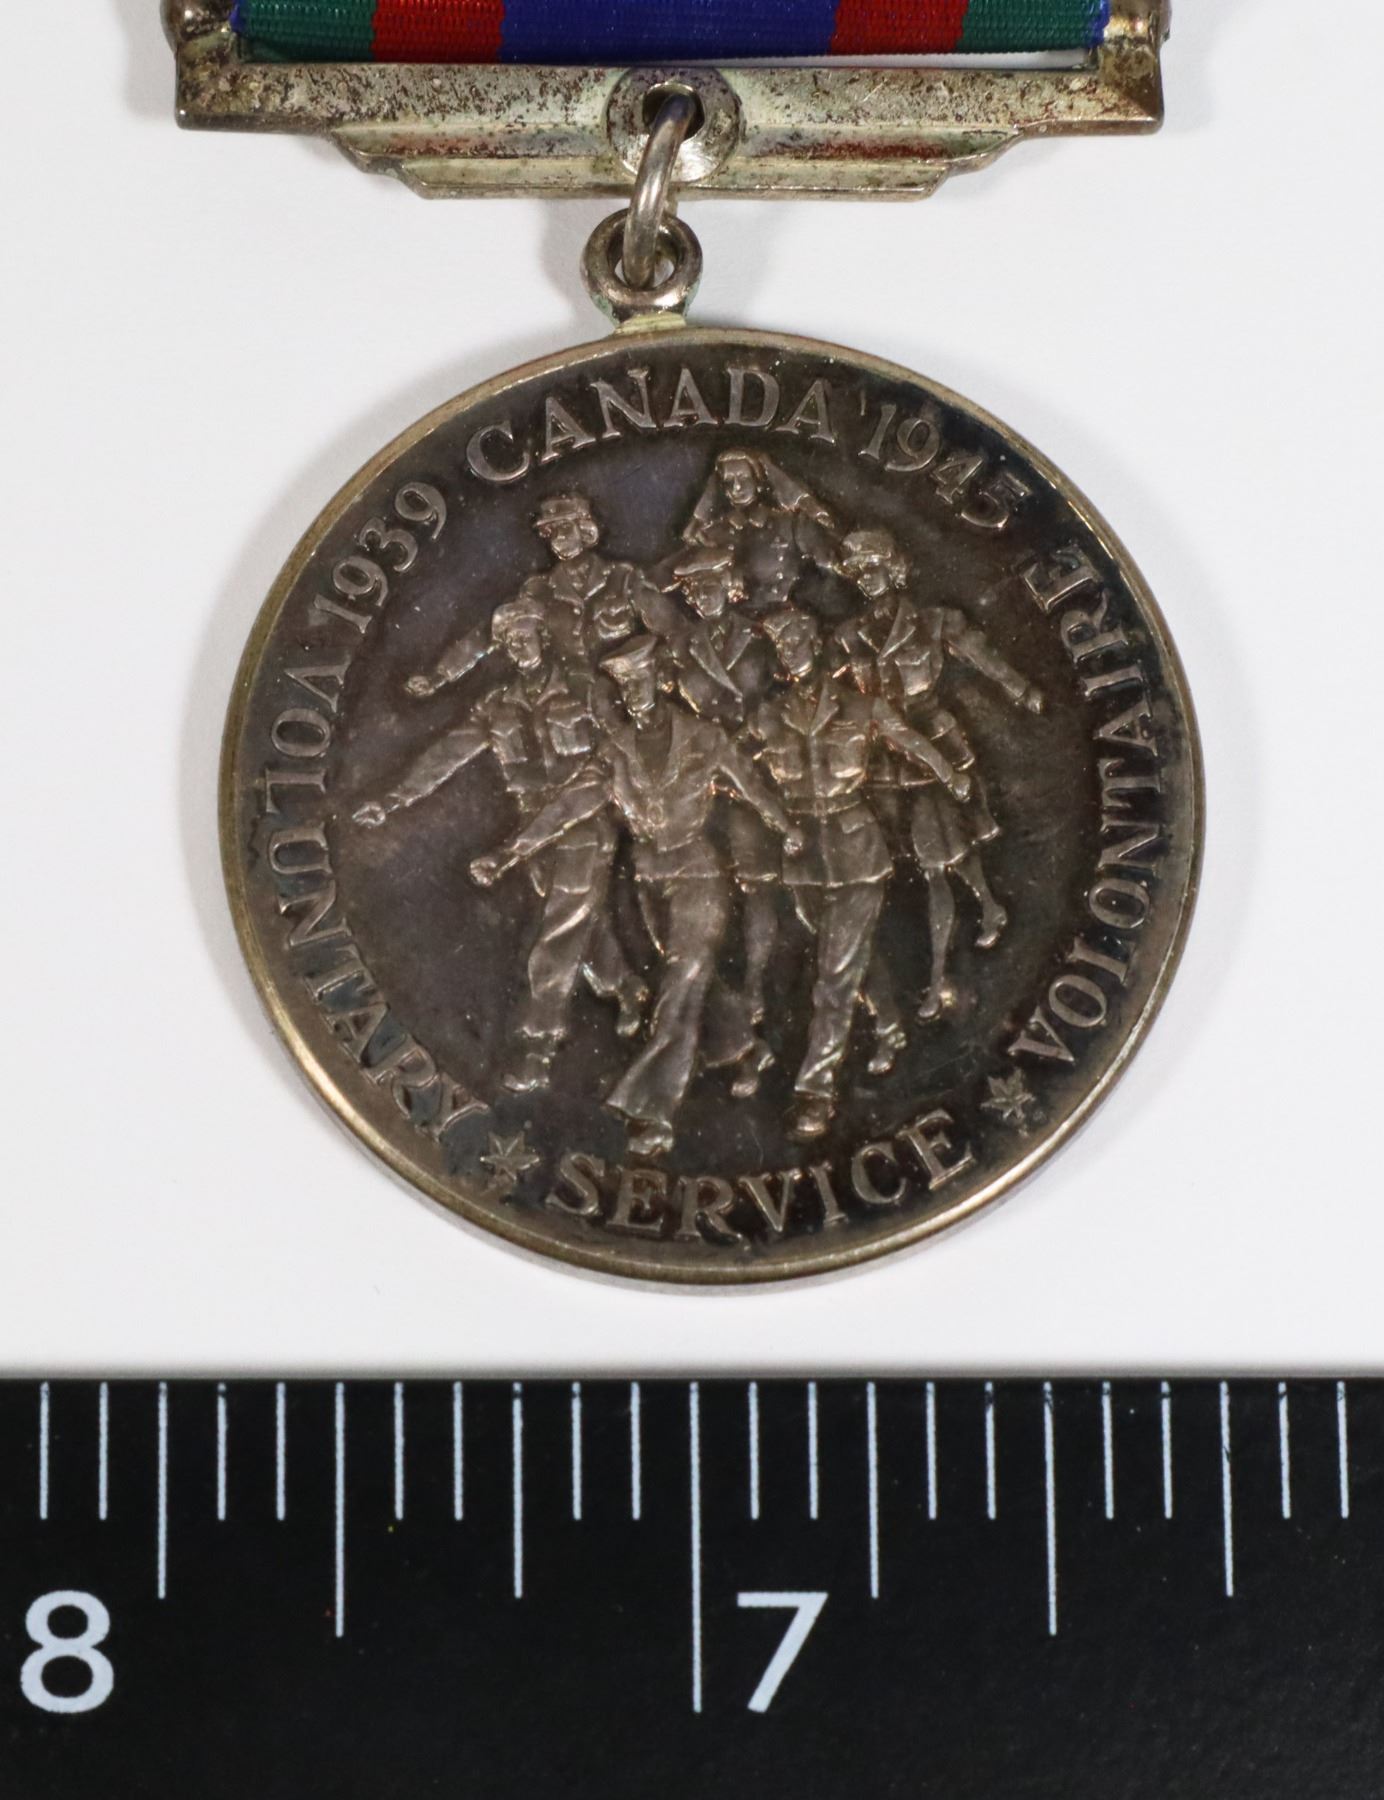 1939 CANADA 1945
VOLUNTARY SERVICE VOLONTAIRE
8 7